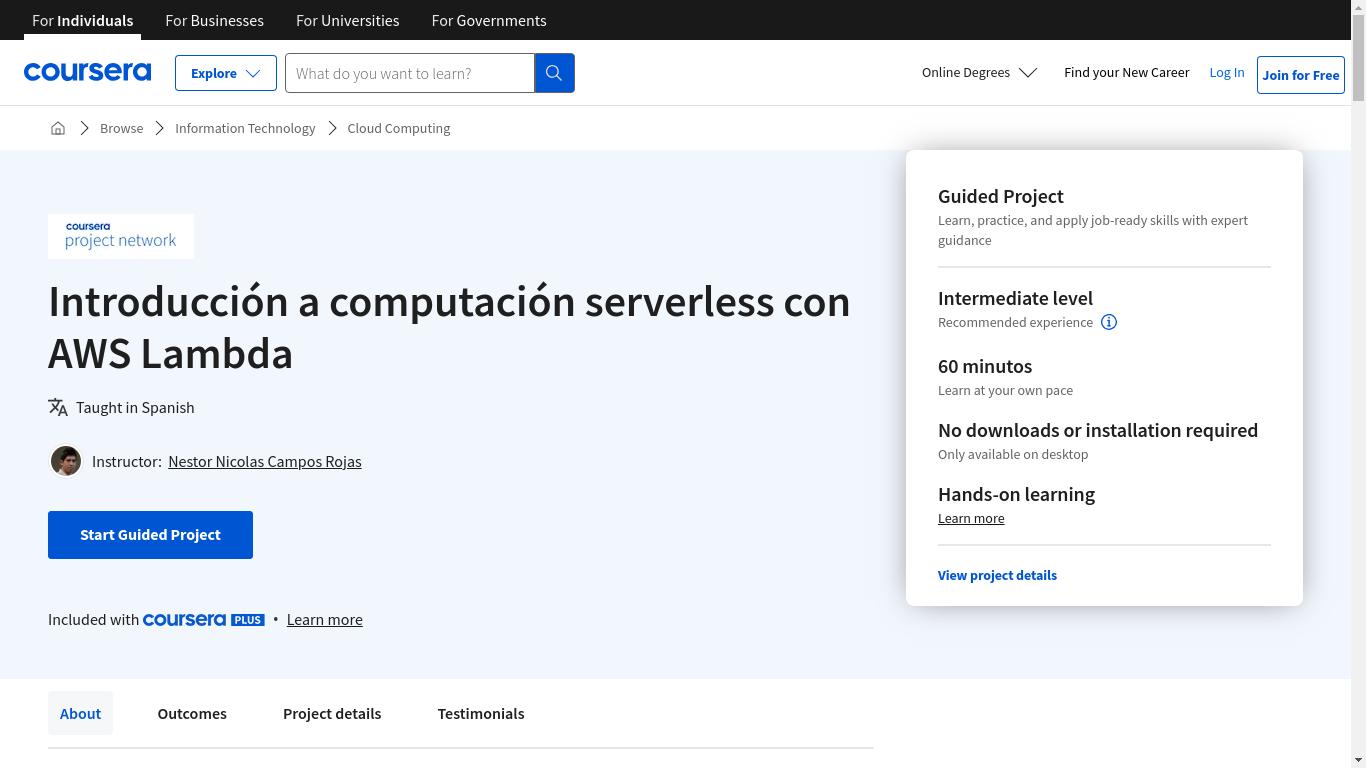 For Individuals
For Businesses
For Universities
For Governments
coursera
Explore
What do you want to learn?
Online Degrees
Find your New Career
Log In
Join for Free
Browse
Information Technology
Cloud Computing
coursera
project network
Introducción a computación serverless con
AWS Lambda
Taught in Spanish
Instructor: Nestor Nicolas Campos Rojas
Start Guided Project
Included with coursera PLUS • Learn more
Guided Project
Learn, practice, and apply job-ready skills with expert
guidance
Intermediate level
Recommended experience
60 minutos
Learn at your own pace
No downloads or installation required
Only available on desktop
Hands-on learning
Learn more
View project details
About
Outcomes
Project details
Testimonials